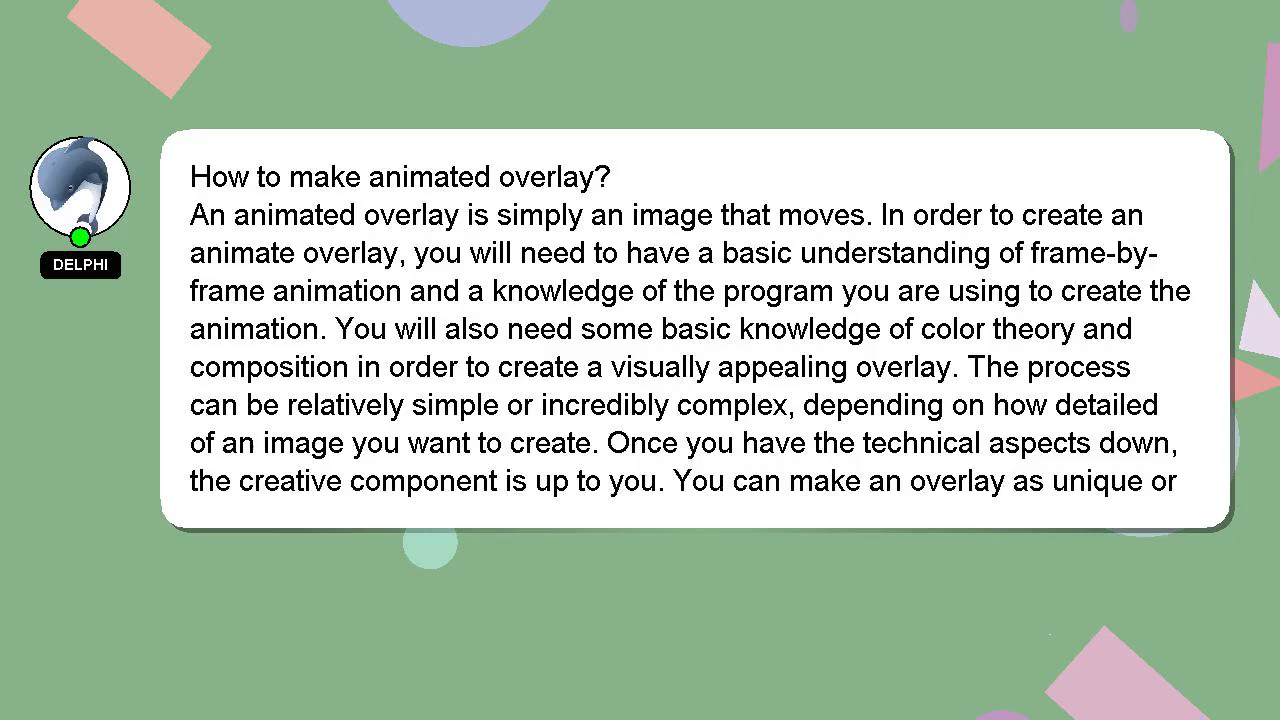 How to make animated overlay?
An animated overlay is simply an image that moves. In order to create an
animate overlay, you will need to have a basic understanding of frame-by-
frame animation and a knowledge of the program you are using to create the
animation. You will also need some basic knowledge of color theory and
composition in order to create a visually appealing overlay. The process
can be relatively simple or incredibly complex, depending on how detailed
of an image you want to create. Once you have the technical aspects down,
the creative component is up to you. You can make an overlay as unique or
DELPHI